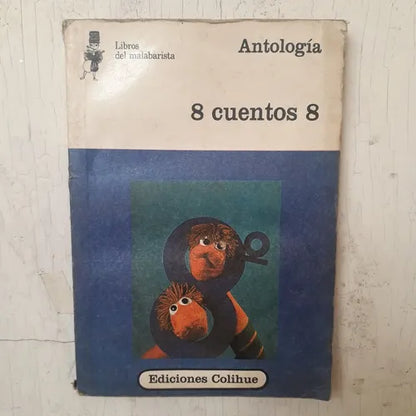 Libros
del malabarista
Antología
8 cuentos 8
Ediciones Colihue